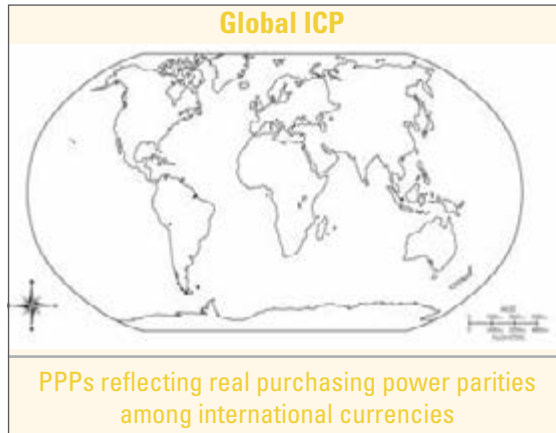 Global ICP
PPPs reflecting real purchasing power parities
among international currencies